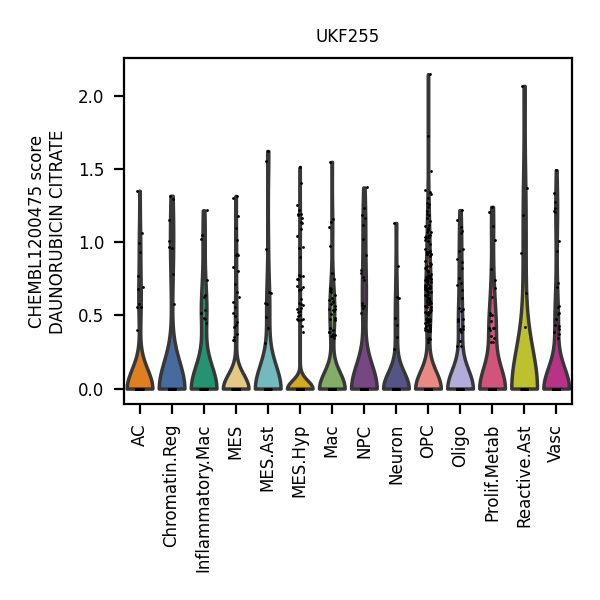 UKF255
CHEMBL1200475 score
DAUNORUBICIN CITRATE
2.0
1.5
1.0
0.5
0.0
AC
Chromatin.Reg
Inflammatory.Mac
MES
MES.Ast
MES.Hyp
Mac
NPC
Neuron
OPC
Oligo
Prolif.Metab
Reactive.Ast
Vasc